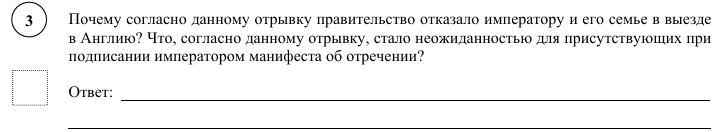 3
Почему согласно данному отрывку правительство отказало императору и его семье в выезде
в Англию? Что, согласно данному отрывку, стало неожиданностью для присутствующих при
подписании императором манифеста об отречении?
Ответ: